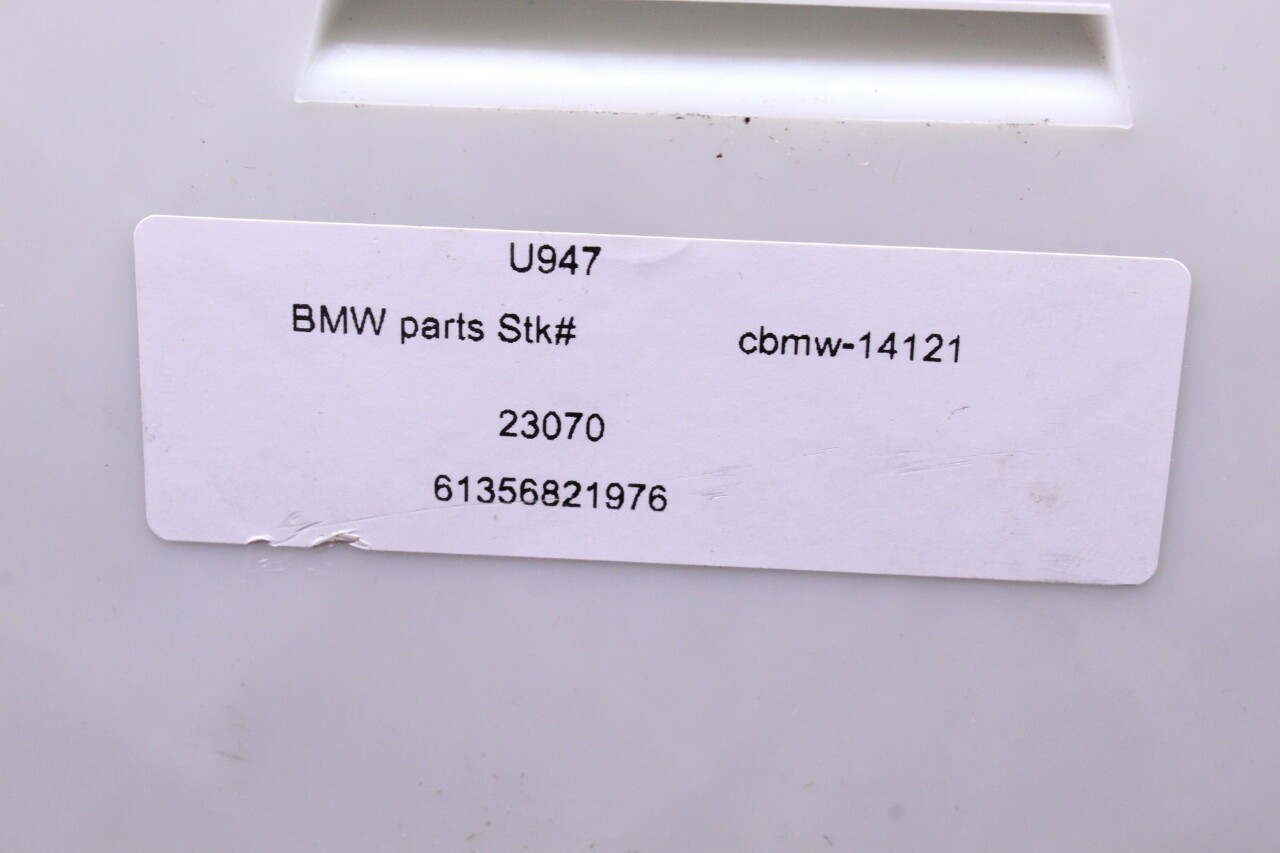 U947
BMW parts Stk# cbmw-14121
23070
61356821976